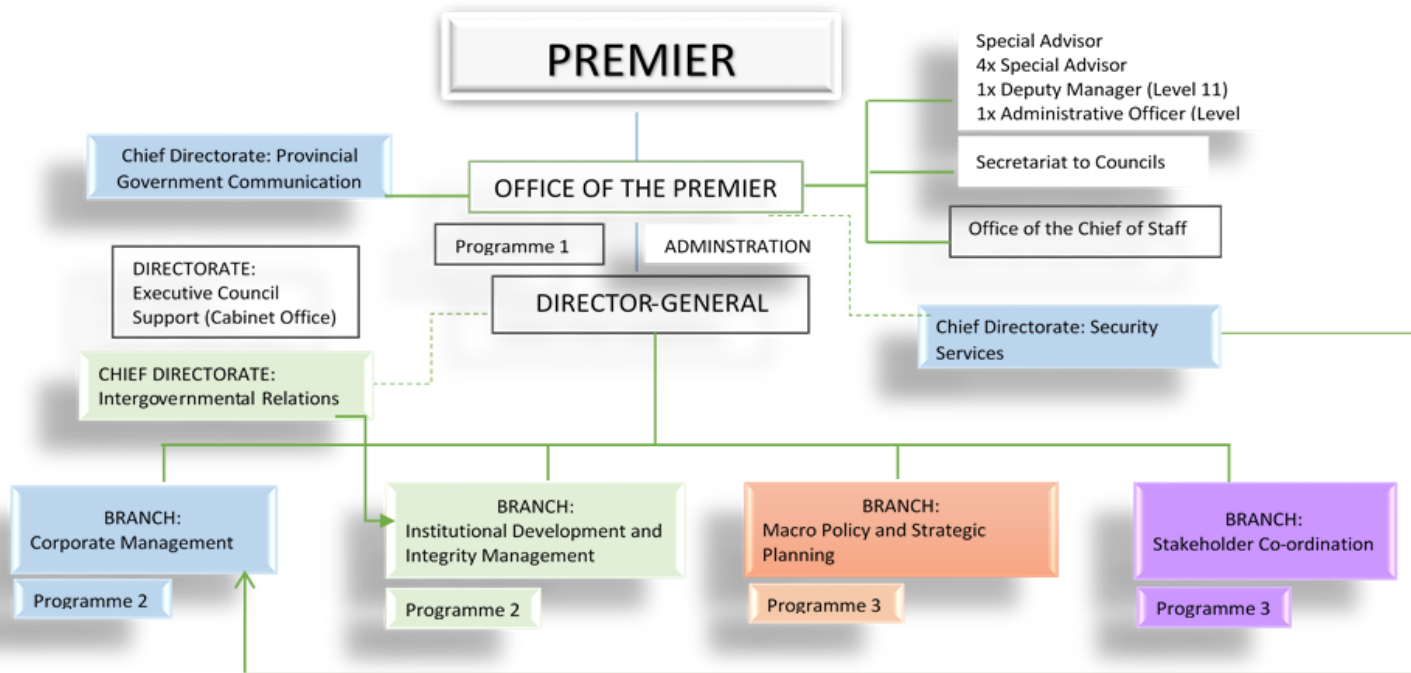 PREMIER
Special Advisor
4x Special Advisor
1x Deputy Manager (Level 11)
1x Administrative Officer (Level
Chief Directorate: Provincial
Government Communication
OFFICE OF THE PREMIER
Secretariat to Councils
Office of the Chief of Staff
Programme 1
ADMINSTRATION
DIRECTORATE:
Executive Council
Support (Cabinet Office)
DIRECTOR-GENERAL
Chief Directorate: Security
Services
CHIEF DIRECTORATE:
Intergovernmental Relations
BRANCH:
Corporate Management
Programme 2
BRANCH:
Institutional Development and
Integrity Management
Programme 2
BRANCH:
Macro Policy and Strategic
Planning
Programme 3
BRANCH:
Stakeholder Co-ordination
Programme 3